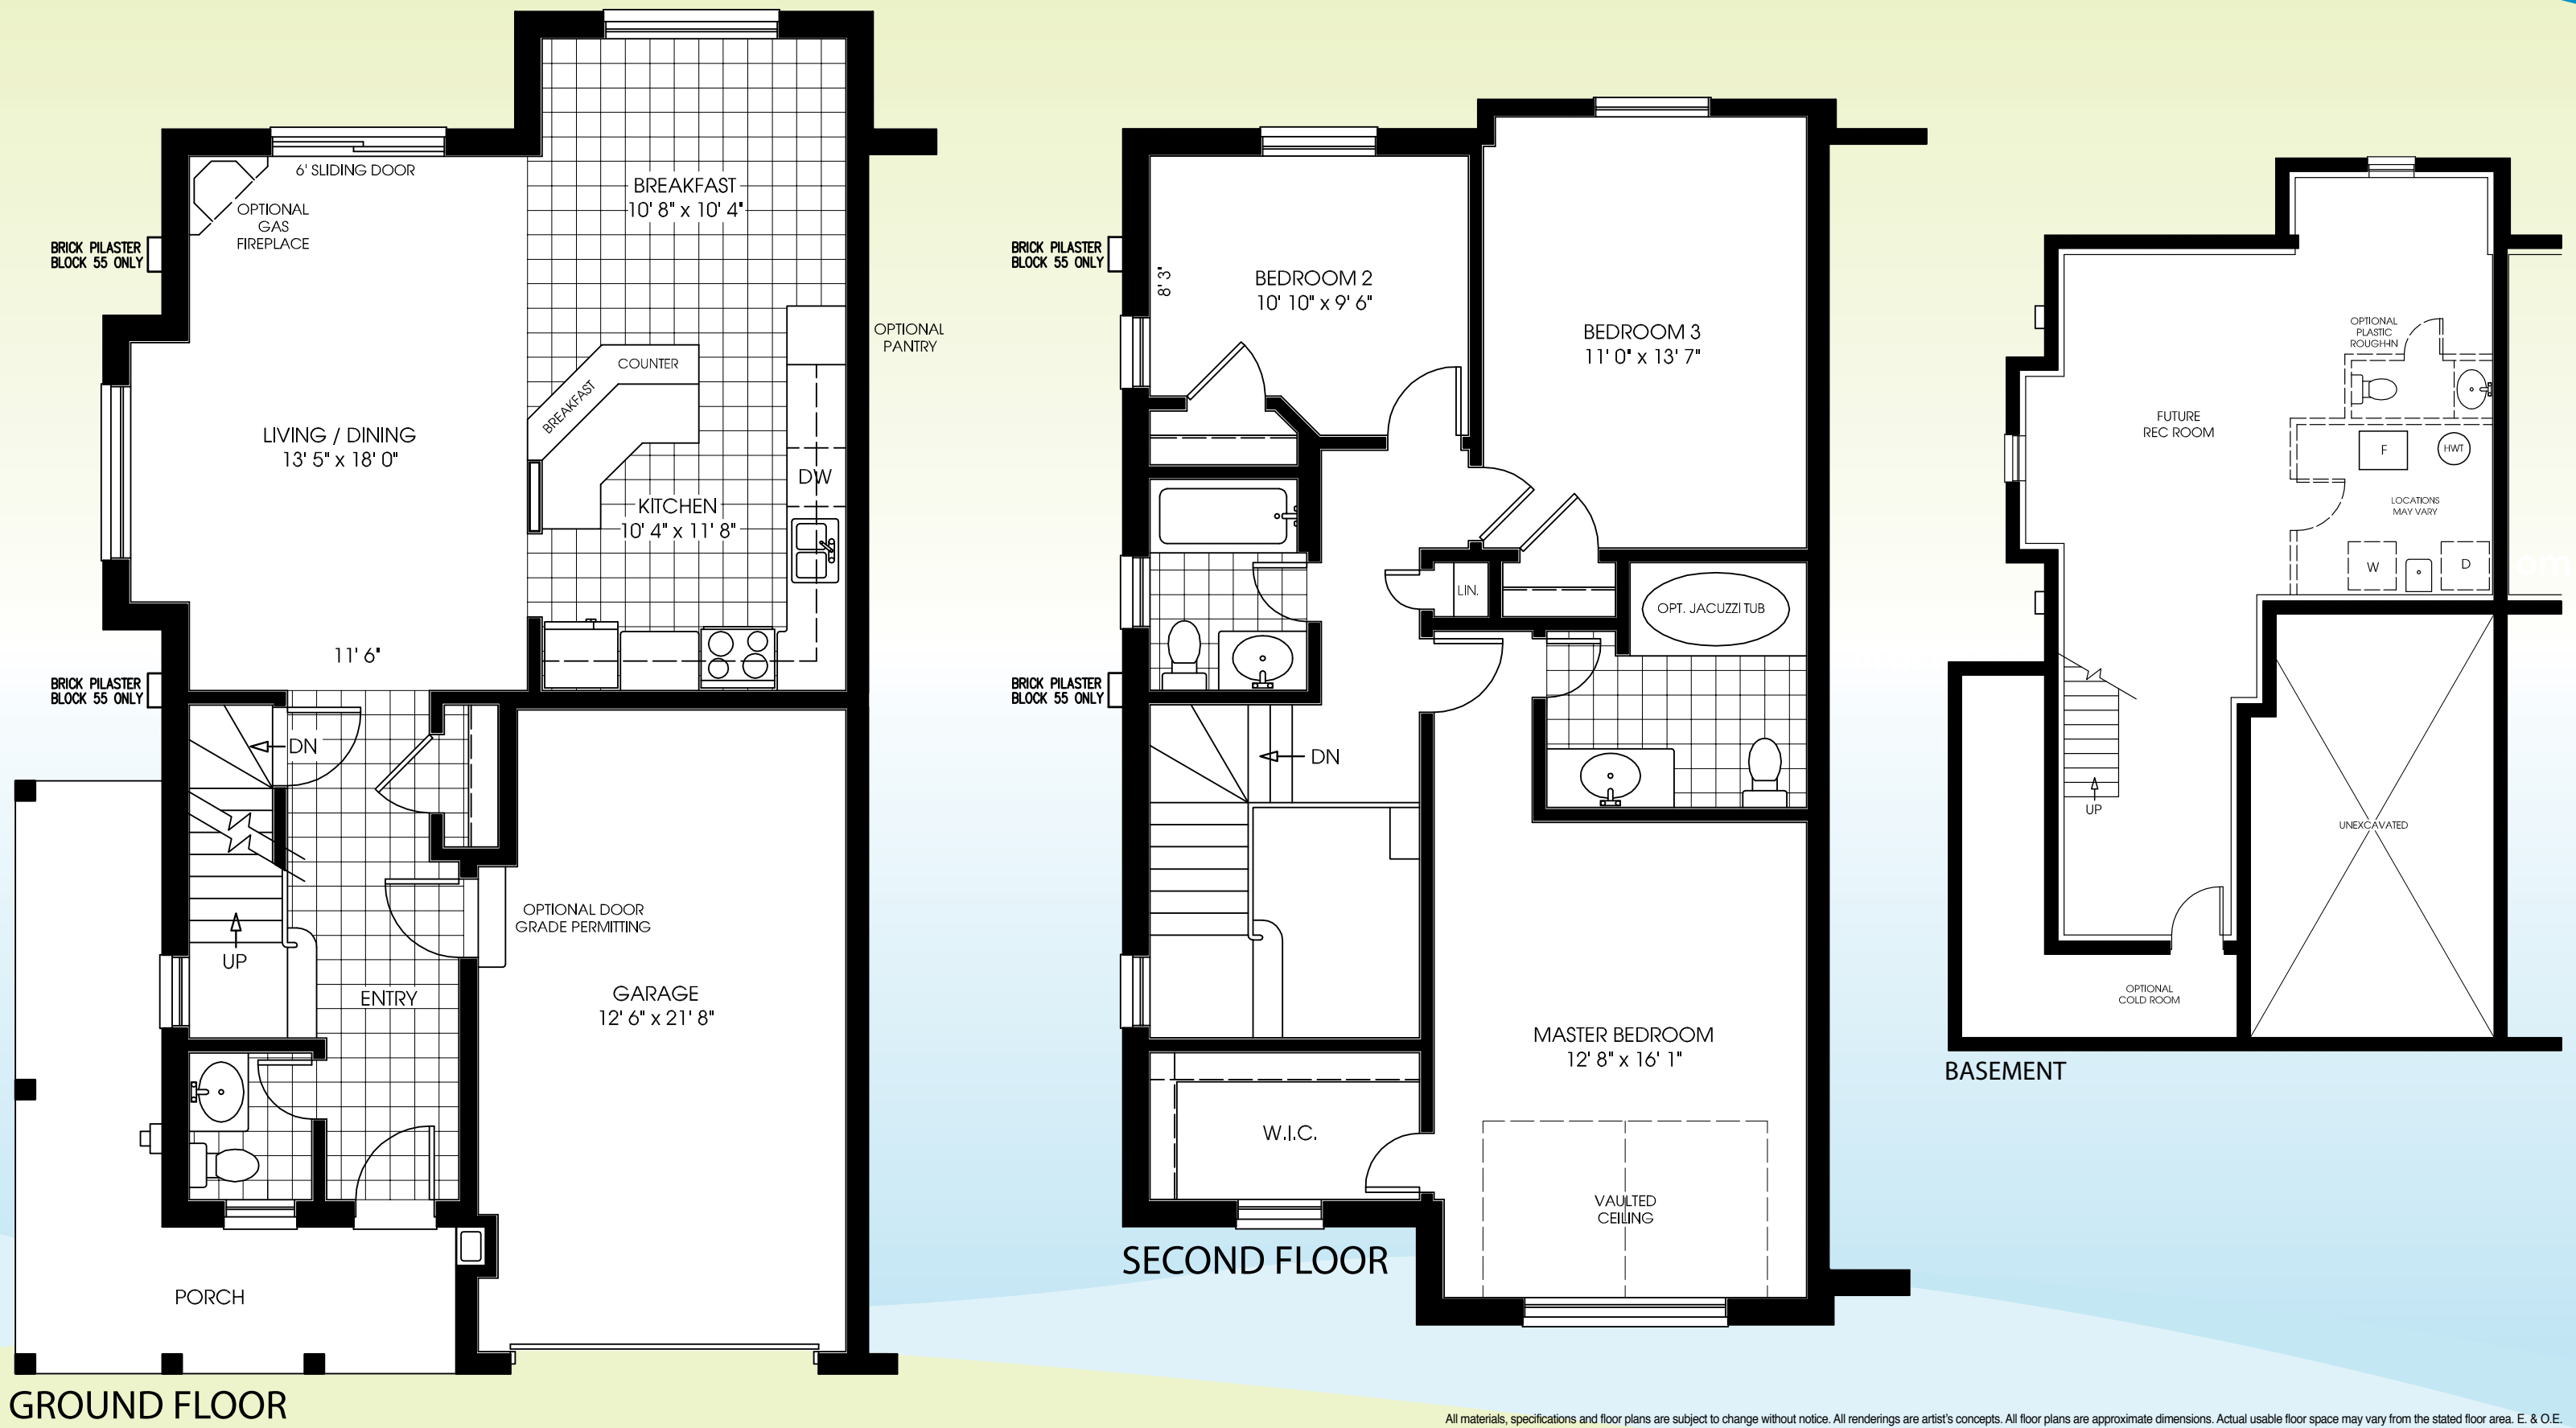 6' SLIDING DOOR
OPTIONAL
GAS
FIREPLACE
BRICK PILASTER
BLOCK 55 ONLY
BREAKFAST
10' 8" x 10' 4"
OPTIONAL
PANTRY
COUNTER
BREAKFAST
LIVING / DINING
13' 5" x 18' 0"
DW
KITCHEN
10' 4" x 11' 8"
11' 6"
BRICK PILASTER
BLOCK 55 ONLY
DN
OPTIONAL DOOR
GRADE PERMITTING
UP
ENTRY
GARAGE
12' 6" x 21' 8"
PORCH
GROUND FLOOR
BRICK PILASTER
BLOCK 55 ONLY
8' 3"
BEDROOM 2
10' 10" x 9' 6"
BEDROOM 3
11' 0" x 13' 7"
LIN.
OPT. JACUZZI TUB
BRICK PILASTER
BLOCK 55 ONLY
DN
MASTER BEDROOM
12' 8" x 16' 1"
W.I.C.
VAULTED
CEILING
SECOND FLOOR
OPTIONAL
PLASTIC
ROUGH-IN
FUTURE
REC ROOM
F
HWT
LOCATIONS
MAY VARY
W
D
om
UP
UNEXCAVATED
OPTIONAL
COLD ROOM
BASEMENT
All materials, specifications and floor plans are subject to change without notice. All renderings are artist's concepts. All floor plans are approximate dimensions. Actual usable floor space may vary from the stated floor area. E. & O.E.